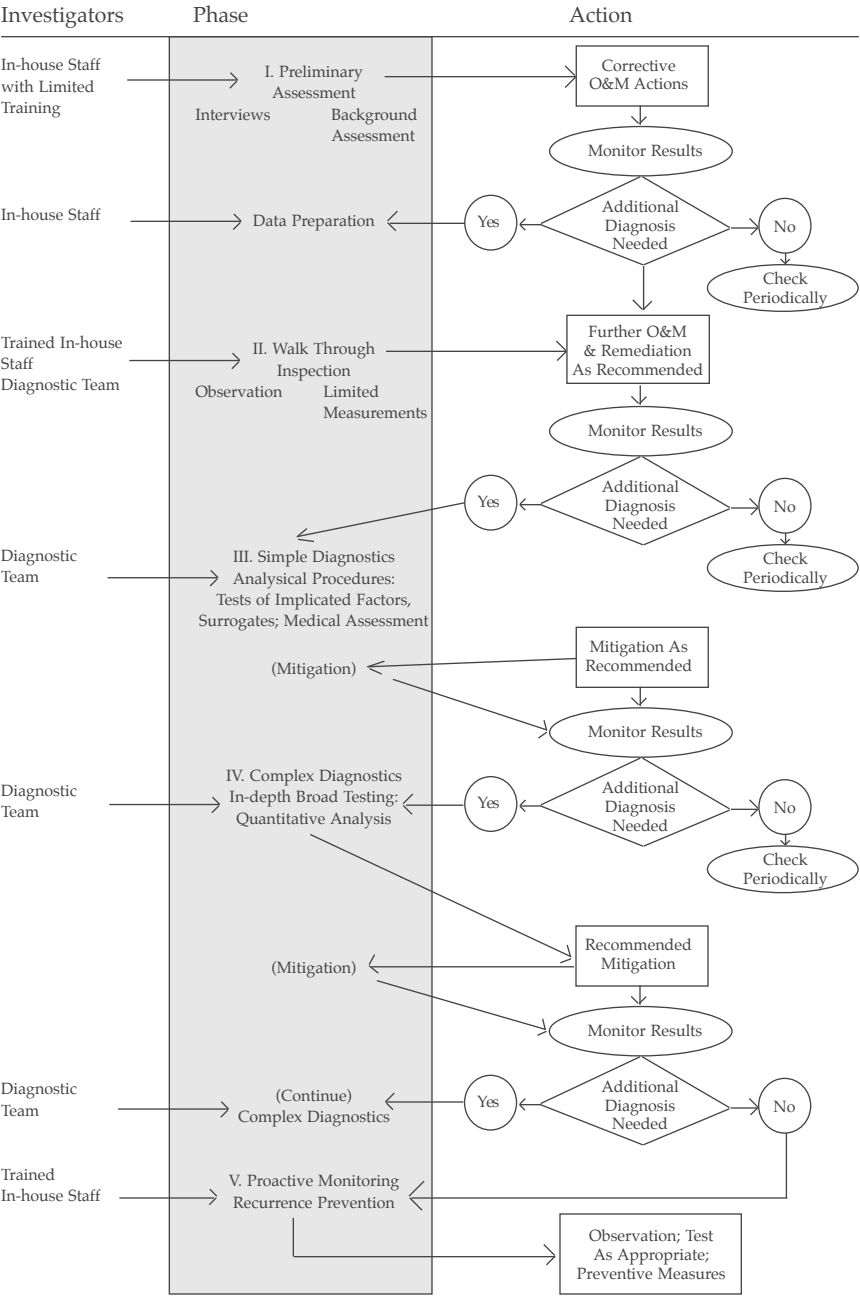 Investigators Phase Action
In-house Staff
with Limited
Training
I. Preliminary
Assessment
Interviews
Background
Assessment
Corrective
O&M Actions
Monitor Results
In-house Staff
Data Preparation
Yes
Additional
Diagnosis
Needed
No
Check
Periodically
Trained In-house
Staff
Diagnostic Team
II. Walk Through
Inspection
Observation
Limited
Measurements
Further O&M
& Remediation
As Recommended
Monitor Results
Yes
Additional
Diagnosis
Needed
No
Check
Periodically
Diagnostic
Team
III. Simple Diagnostics
Analysical Procedures:
Tests of Implicated Factors,
Surrogates; Medical Assessment
(Mitigation)
Mitigation As
Recommended
Monitor Results
Diagnostic
Team
IV. Complex Diagnostics
In-depth Broad Testing:
Quantitative Analysis
Yes
Additional
Diagnosis
Needed
No
Check
Periodically
(Mitigation)
Recommended
Mitigation
Monitor Results
Diagnostic
Team
(Continue)
Complex Diagnostics
Yes
Additional
Diagnosis
Needed
No
Trained
In-house Staff
V. Proactive Monitoring
Recurrence Prevention
Observation; Test
As Appropriate;
Preventive Measures